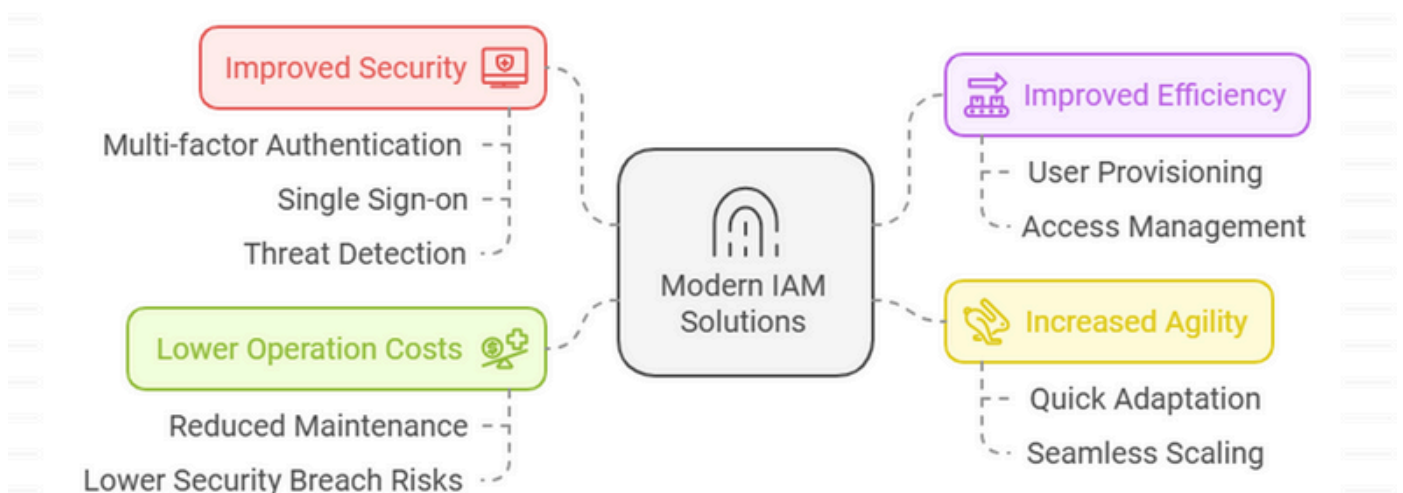 Improved Security
Multi-factor Authentication
Single Sign-on
Threat Detection
Lower Operation Costs
Reduced Maintenance
Lower Security Breach Risks
Modern IAM
Solutions
Improved Efficiency
User Provisioning
Access Management
Increased Agility
Quick Adaptation
Seamless Scaling